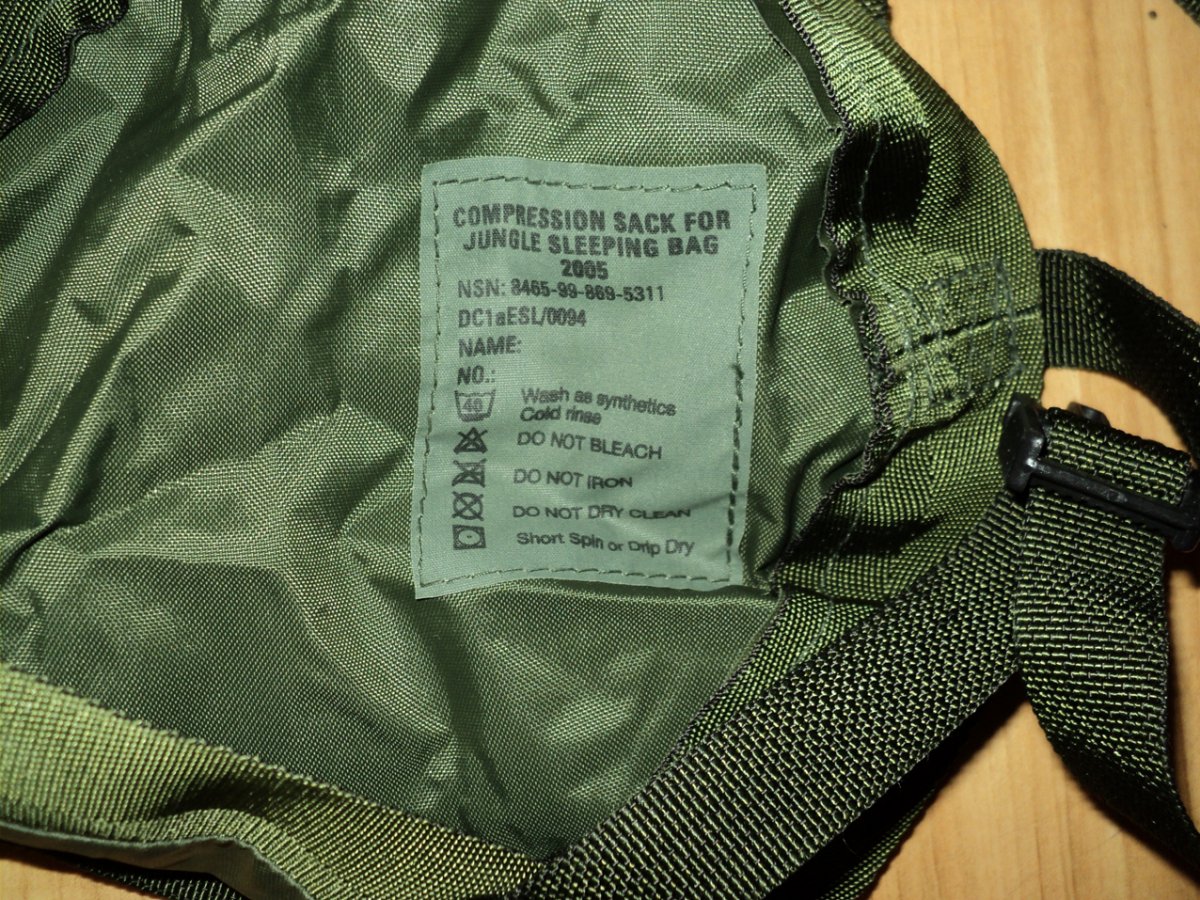 COMPRESSION SACK FOR
JUNGLE SLEEPING BAG
2005
NSN: 8465-99-869-5311
DC1aESL/0094
NAME:
NO.:
40
Wash as synthetics
Cold rinse
DO NOT BLEACH
DO NOT IRON
DO NOT DRY CLEAN
Short Spin or Drip Dry